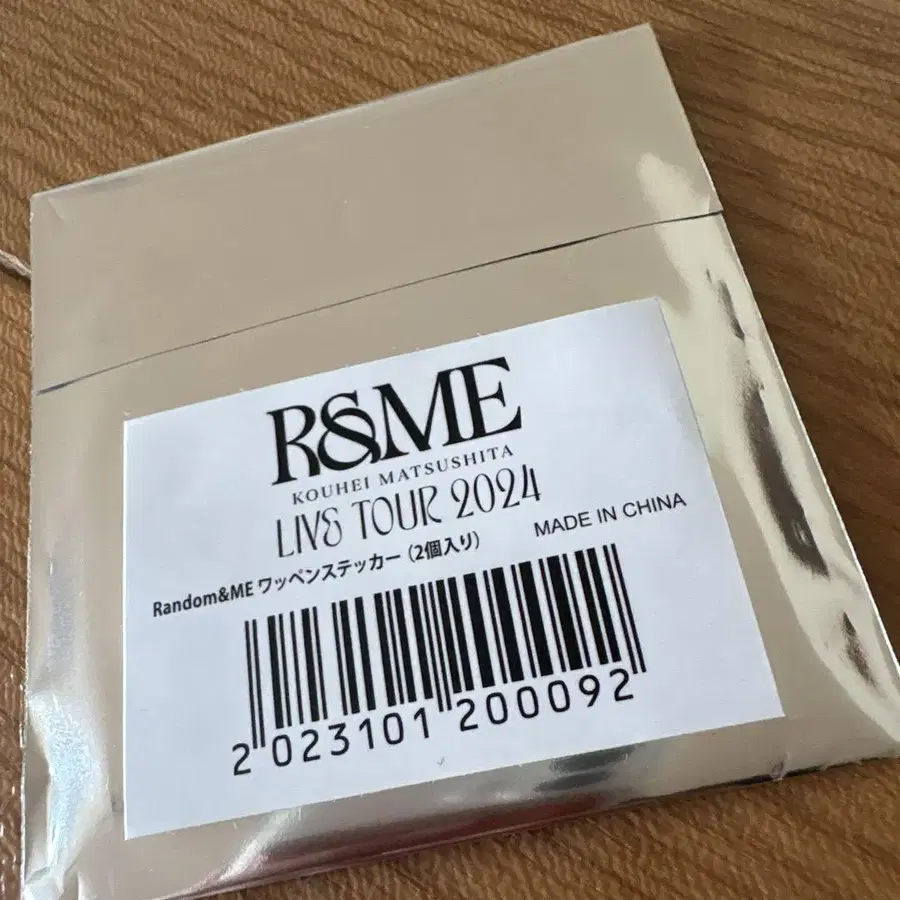 R&ME
KOUHEI MATSUSHITA
LIVE TOUR 2024
MADE IN CHINA
Random&ME ワッペンステッカー（2個入り）
2 023101 200092